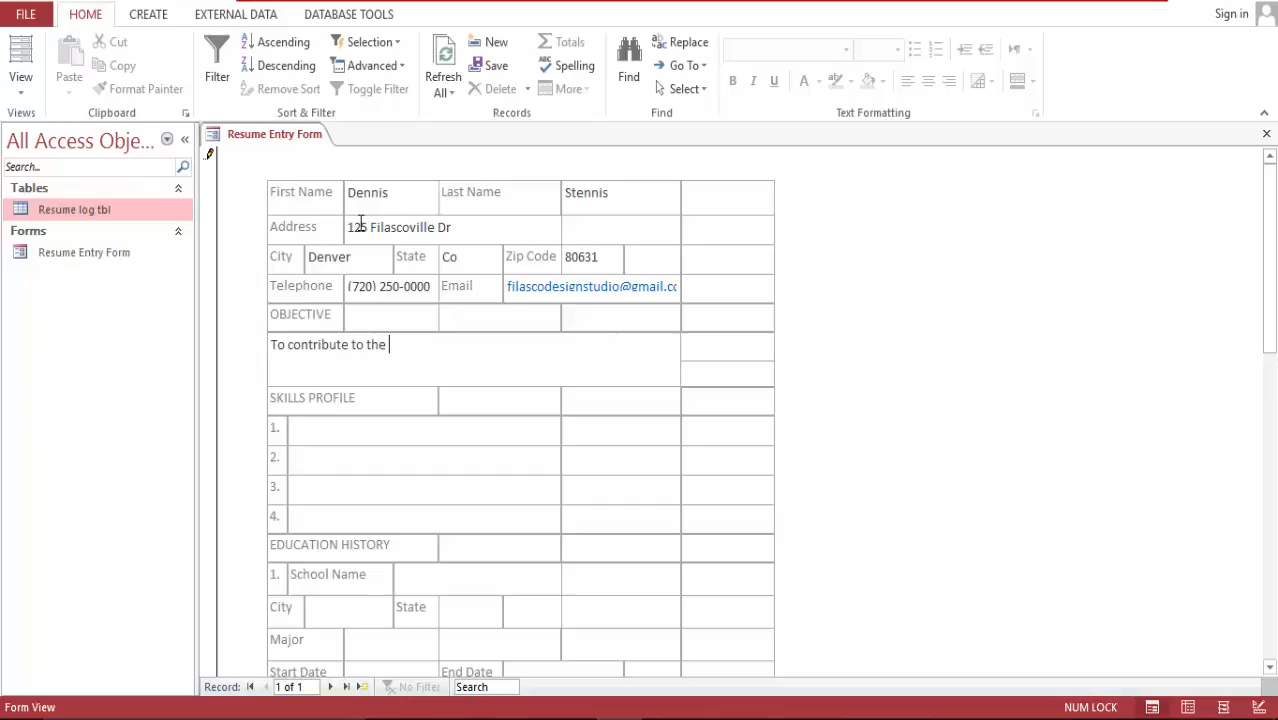 FILE HOME CREATE EXTERNAL DATA DATABASE TOOLS Sign in
View Paste Cut Copy Format Painter
Filter Ascending Descending Remove Sort Selection Advanced Toggle Filter
Refresh All New Save Delete Totals Spelling More
Find Replace Go To Select
B I U A
Views Clipboard Sort & Filter Records Find Text Formatting
All Access Obje... Resume Entry Form
Search...
Tables
Resume log tbl
Forms
Resume Entry Form
First Name Dennis Last Name Stennis
Address 125 Filascoville Dr
City Denver State Co Zip Code 80631
Telephone (720) 250-0000 Email filascodesignstudio@gmail.cc
OBJECTIVE
To contribute to the
SKILLS PROFILE
1.
2.
3.
4.
EDUCATION HISTORY
1. School Name
City State
Major
Start Date End Date
Record: 1 of 1 No Filter Search
Form View NUM LOCK